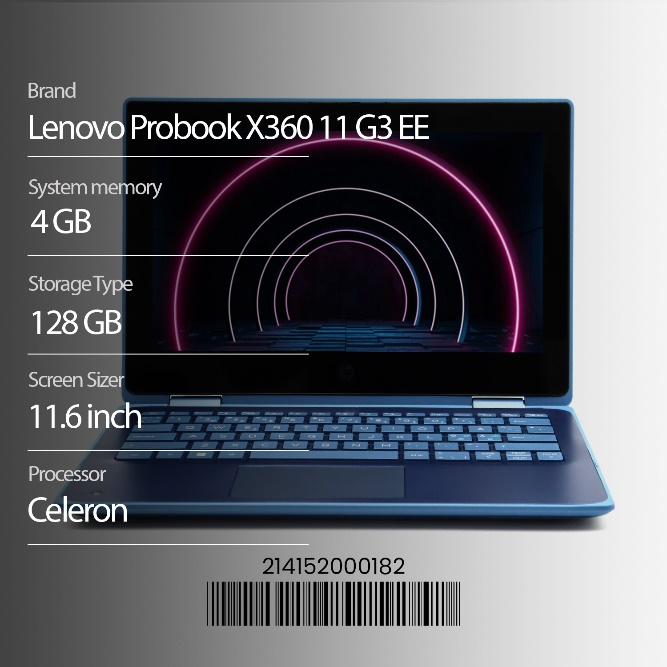 Brand
Lenovo Probook X360 11 G3 EE
System memory
4 GB
Storage Type
128 GB
Screen Sizer
11.6 inch
Processor
Celeron
214152000182